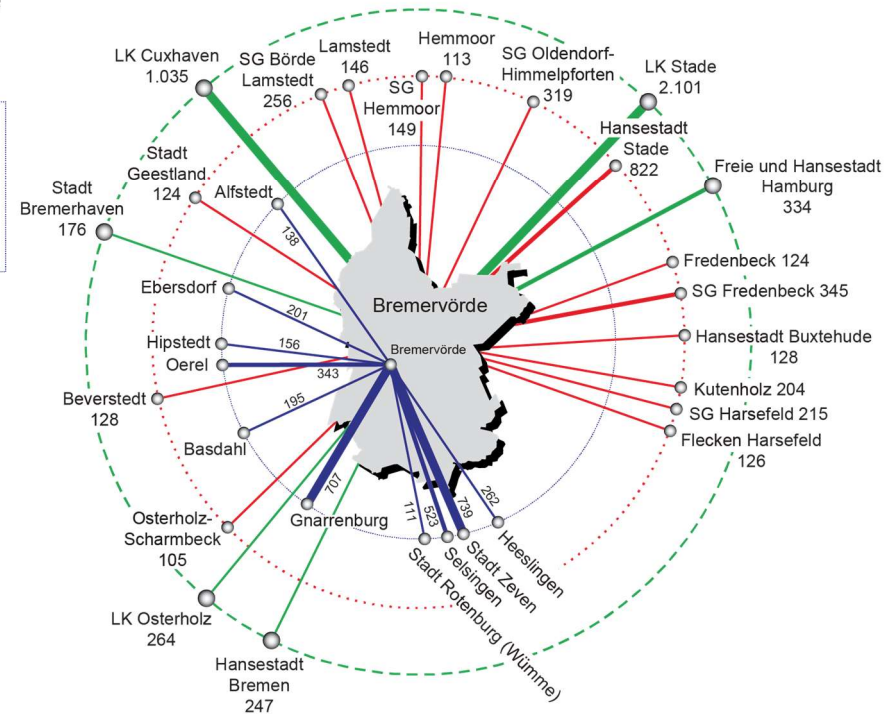 LK Cuxhaven
1.035
SG Börde
Lamstedt
256
Lamstedt
146
SG
Hemmoor
149
Hemmoor
113
SG Oldendorf-
Himmelpforten
319
LK Stade
2.101
Hansestadt
Stade
822
Freie und Hansestadt
Hamburg
334
Stadt
Geestland
124
Stadt
Bremerhaven
176
Alfstedt
138
Ebersdorf
201
Hipstedt
156
Oerel
343
Beverstedt
128
Basdahl
195
Bremervörde
Bremervörde
Fredenbeck 124
SG Fredenbeck 345
Hansestadt Buxtehude
128
Kutenholz 204
SG Harsefeld 215
Flecken Harsefeld
126
Gnarrenburg
707
Osterholz-
Scharmbeck
105
LK Osterholz
264
Hansestadt
Bremen
247
111
Stadt Rotenburg (Wümme)
523
Selsingen
739
Stadt Zeven
262
Heeslingen